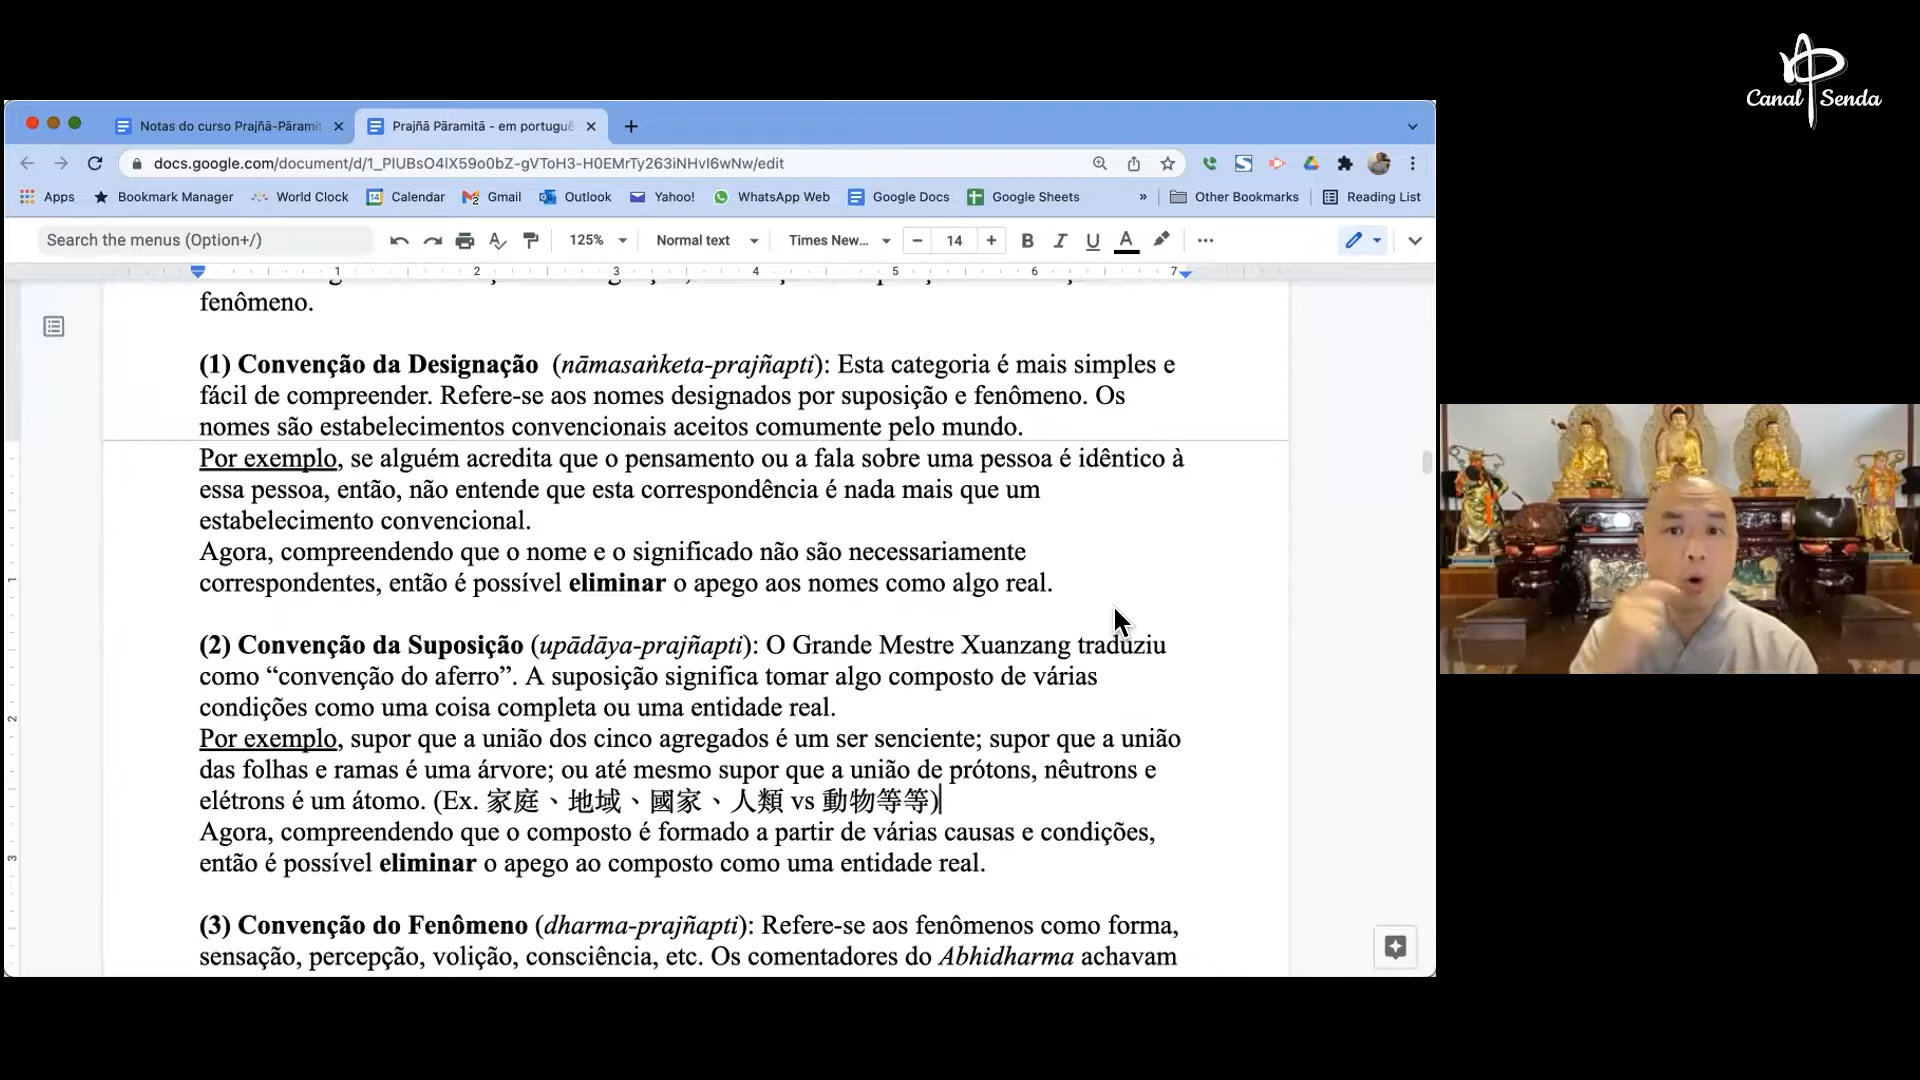 Canal Senda
Notas do curso Prajñā-Pāramit
Prajñā Pāramitā - em portuguê
docs.google.com/document/d/1_PIUBsO4lX59o0bZ-gVToH3-H0EMrTy263iNHvI6wNw/edit
Apps Bookmark Manager World Clock Calendar Gmail Outlook Yahoo! WhatsApp Web Google Docs Google Sheets » Other Bookmarks Reading List
Search the menus (Option+/) 125% Normal text Times New... − 14 + B I U A
1 2 3 4 5 6 7
fenômeno.
(1) Convenção da Designação (nāmasaṅketa-prajñapti): Esta categoria é mais simples e
fácil de compreender. Refere-se aos nomes designados por suposição e fenômeno. Os
nomes são estabelecimentos convencionais aceitos comumente pelo mundo.
Por exemplo, se alguém acredita que o pensamento ou a fala sobre uma pessoa é idêntico à
essa pessoa, então, não entende que esta correspondência é nada mais que um
estabelecimento convencional.
Agora, compreendendo que o nome e o significado não são necessariamente
correspondentes, então é possível eliminar o apego aos nomes como algo real.
(2) Convenção da Suposição (upādāya-prajñapti): O Grande Mestre Xuanzang traduziu
como “convenção do aferro”. A suposição significa tomar algo composto de várias
condições como uma coisa completa ou uma entidade real.
Por exemplo, supor que a união dos cinco agregados é um ser senciente; supor que a união
das folhas e ramas é uma árvore; ou até mesmo supor que a união de prótons, nêutrons e
elétrons é um átomo. (Ex. 家庭、地域、國家、人類 vs 動物等等)
Agora, compreendendo que o composto é formado a partir de várias causas e condições,
então é possível eliminar o apego ao composto como uma entidade real.
(3) Convenção do Fenômeno (dharma-prajñapti): Refere-se aos fenômenos como forma,
sensação, percepção, volição, consciência, etc. Os comentadores do Abhidharma achavam
1
2
3